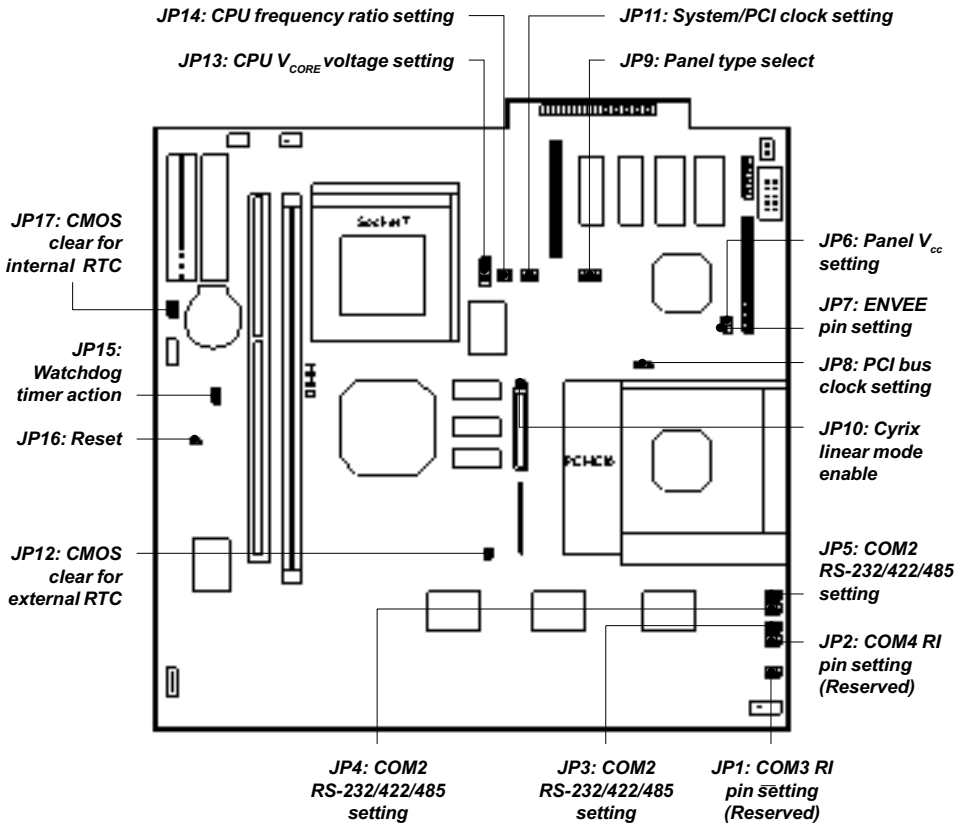 JP14: CPU frequency ratio setting
JP11: System/PCI clock setting
JP13: CPU VCORE voltage setting
JP9: Panel type select
Socket 7
JP17: CMOS
clear for
internal RTC
JP6: Panel Vcc
setting
JP7: ENVEE
pin setting
JP15:
Watchdog
timer action
JP8: PCI bus
clock setting
JP16: Reset
JP10: Cyrix
linear mode
enable
JP12: CMOS
clear for
external RTC
JP5: COM2
RS-232/422/485
setting
JP2: COM4 RI
pin setting
(Reserved)
JP4: COM2
RS-232/422/485
setting
JP3: COM2
RS-232/422/485
setting
JP1: COM3 RI
pin setting
(Reserved)